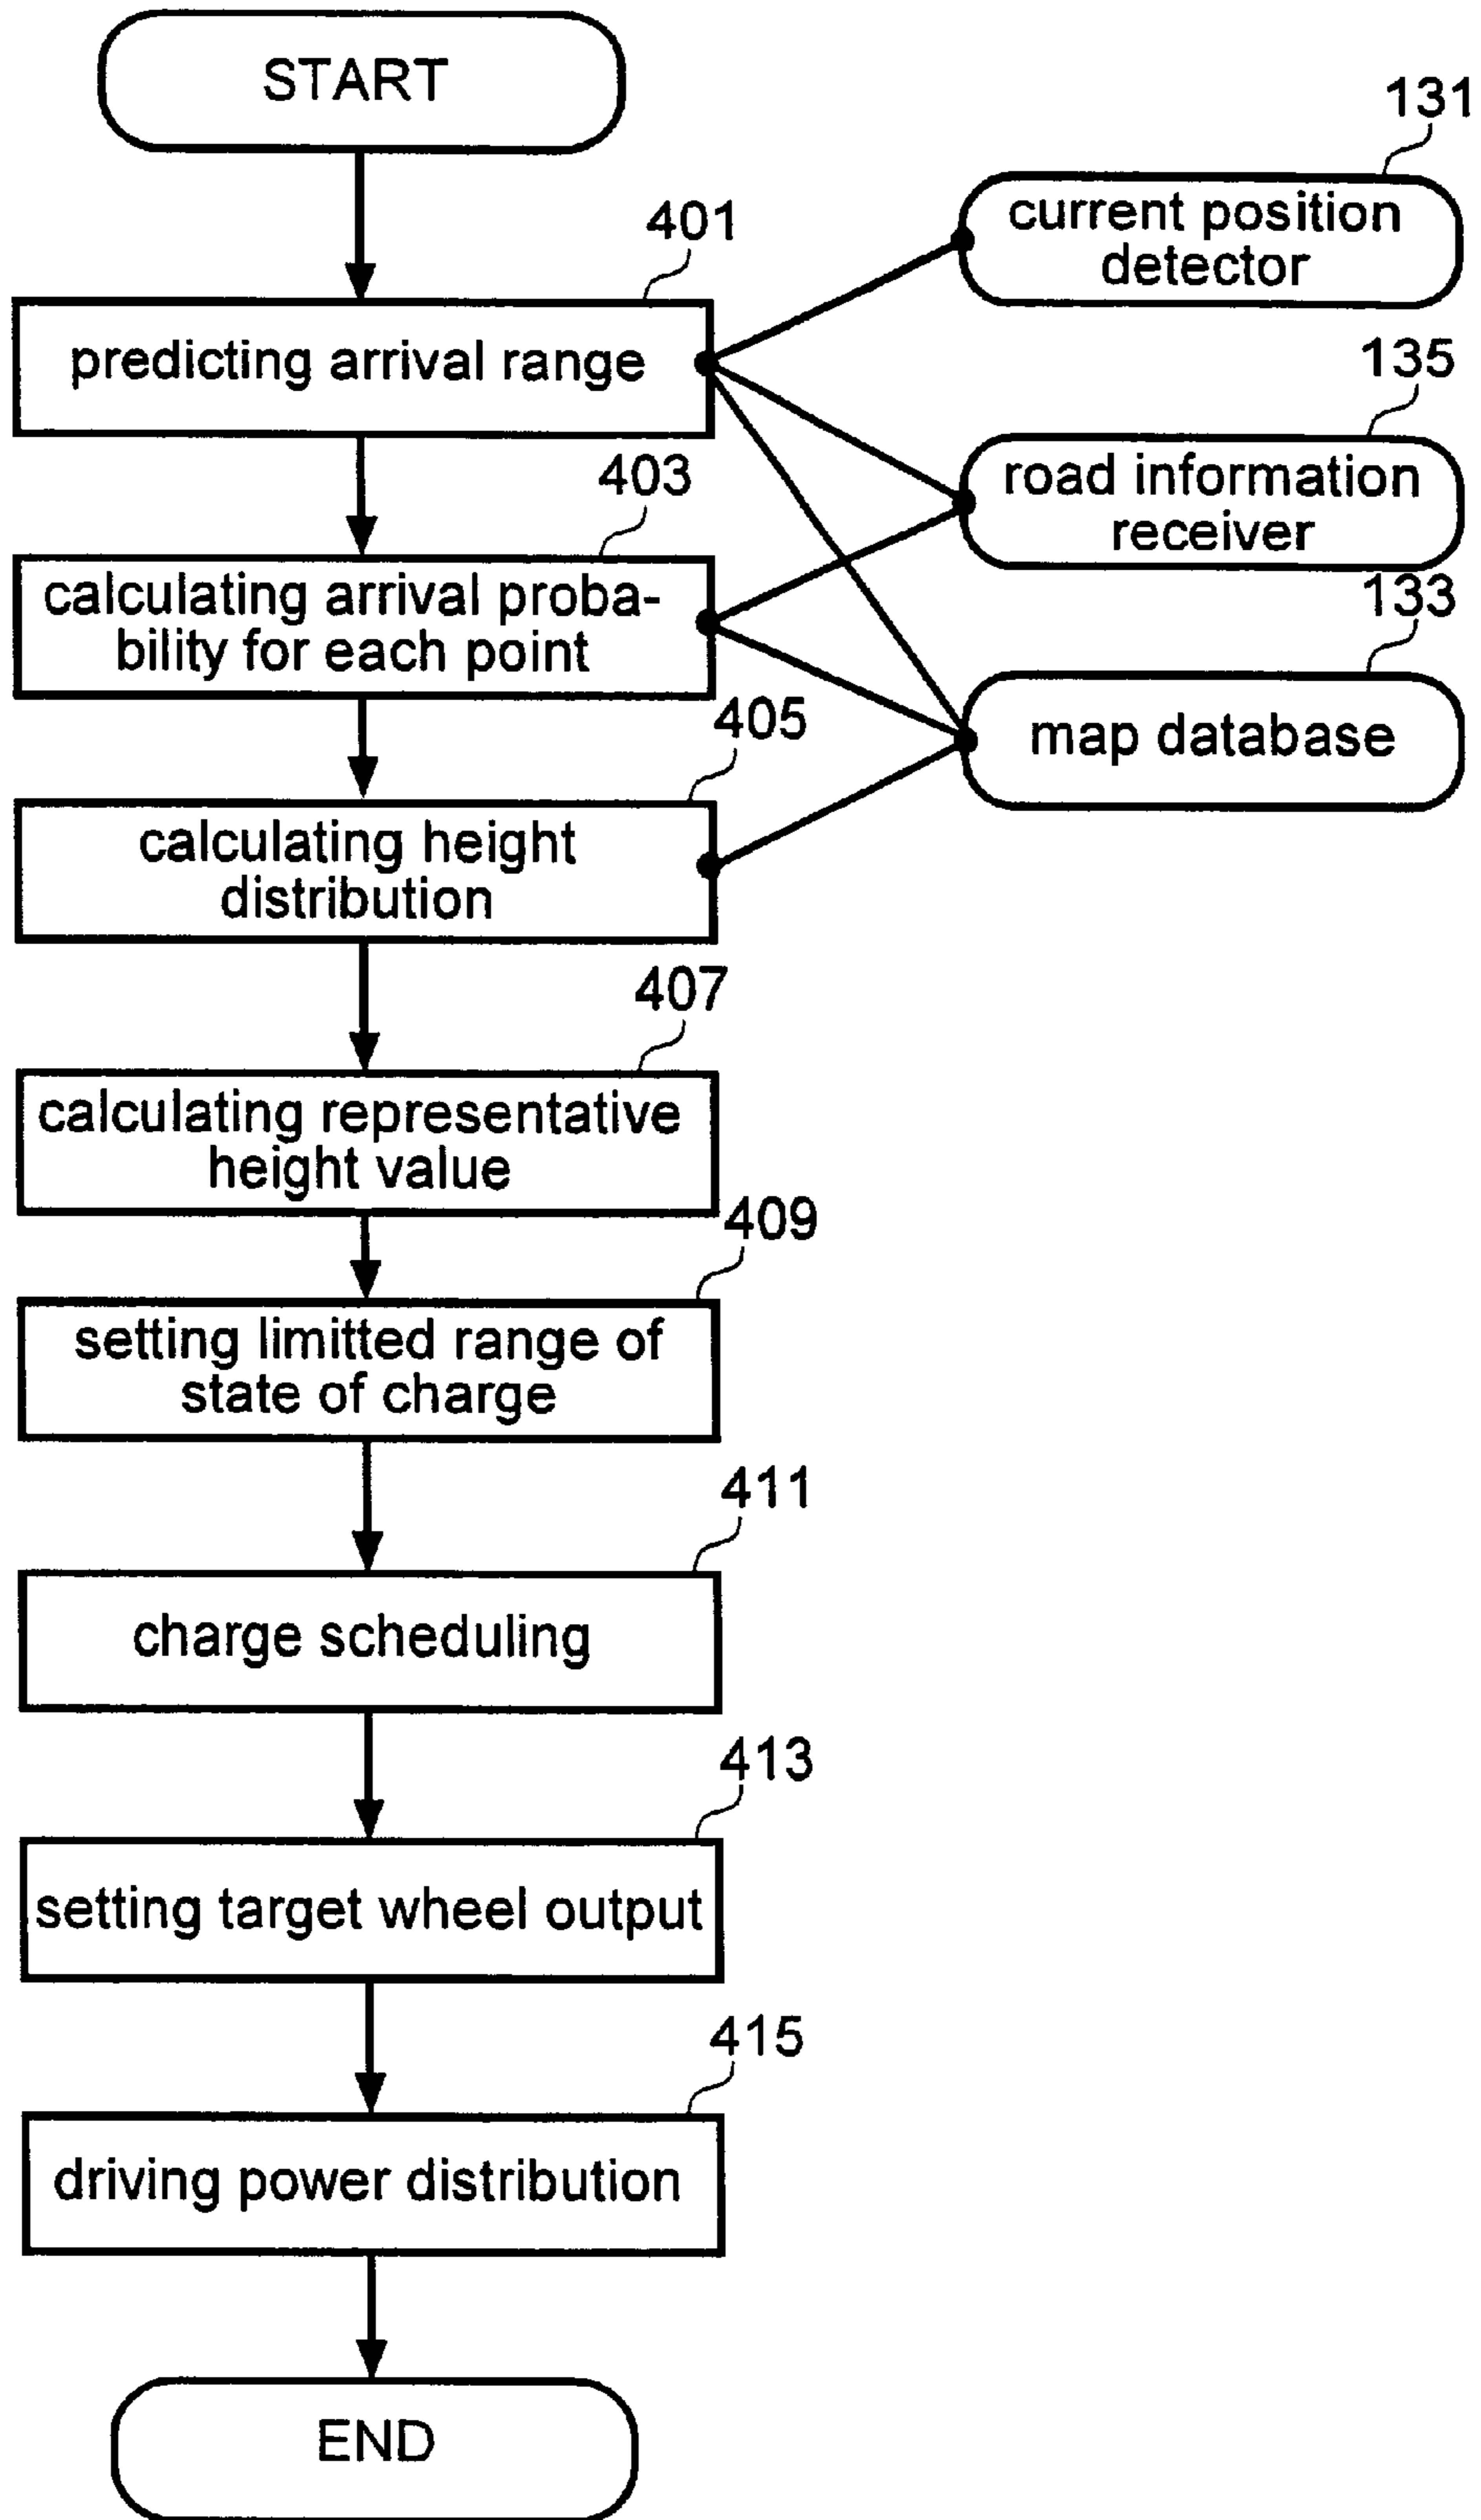 START
131
current position
detector
401
predicting arrival range
135
road information
receiver
403
calculating arrival proba-
bility for each point
133
map database
405
calculating height
distribution
407
calculating representative
height value
409
setting limitted range of
state of charge
411
charge scheduling
413
setting target wheel output
415
driving power distribution
END